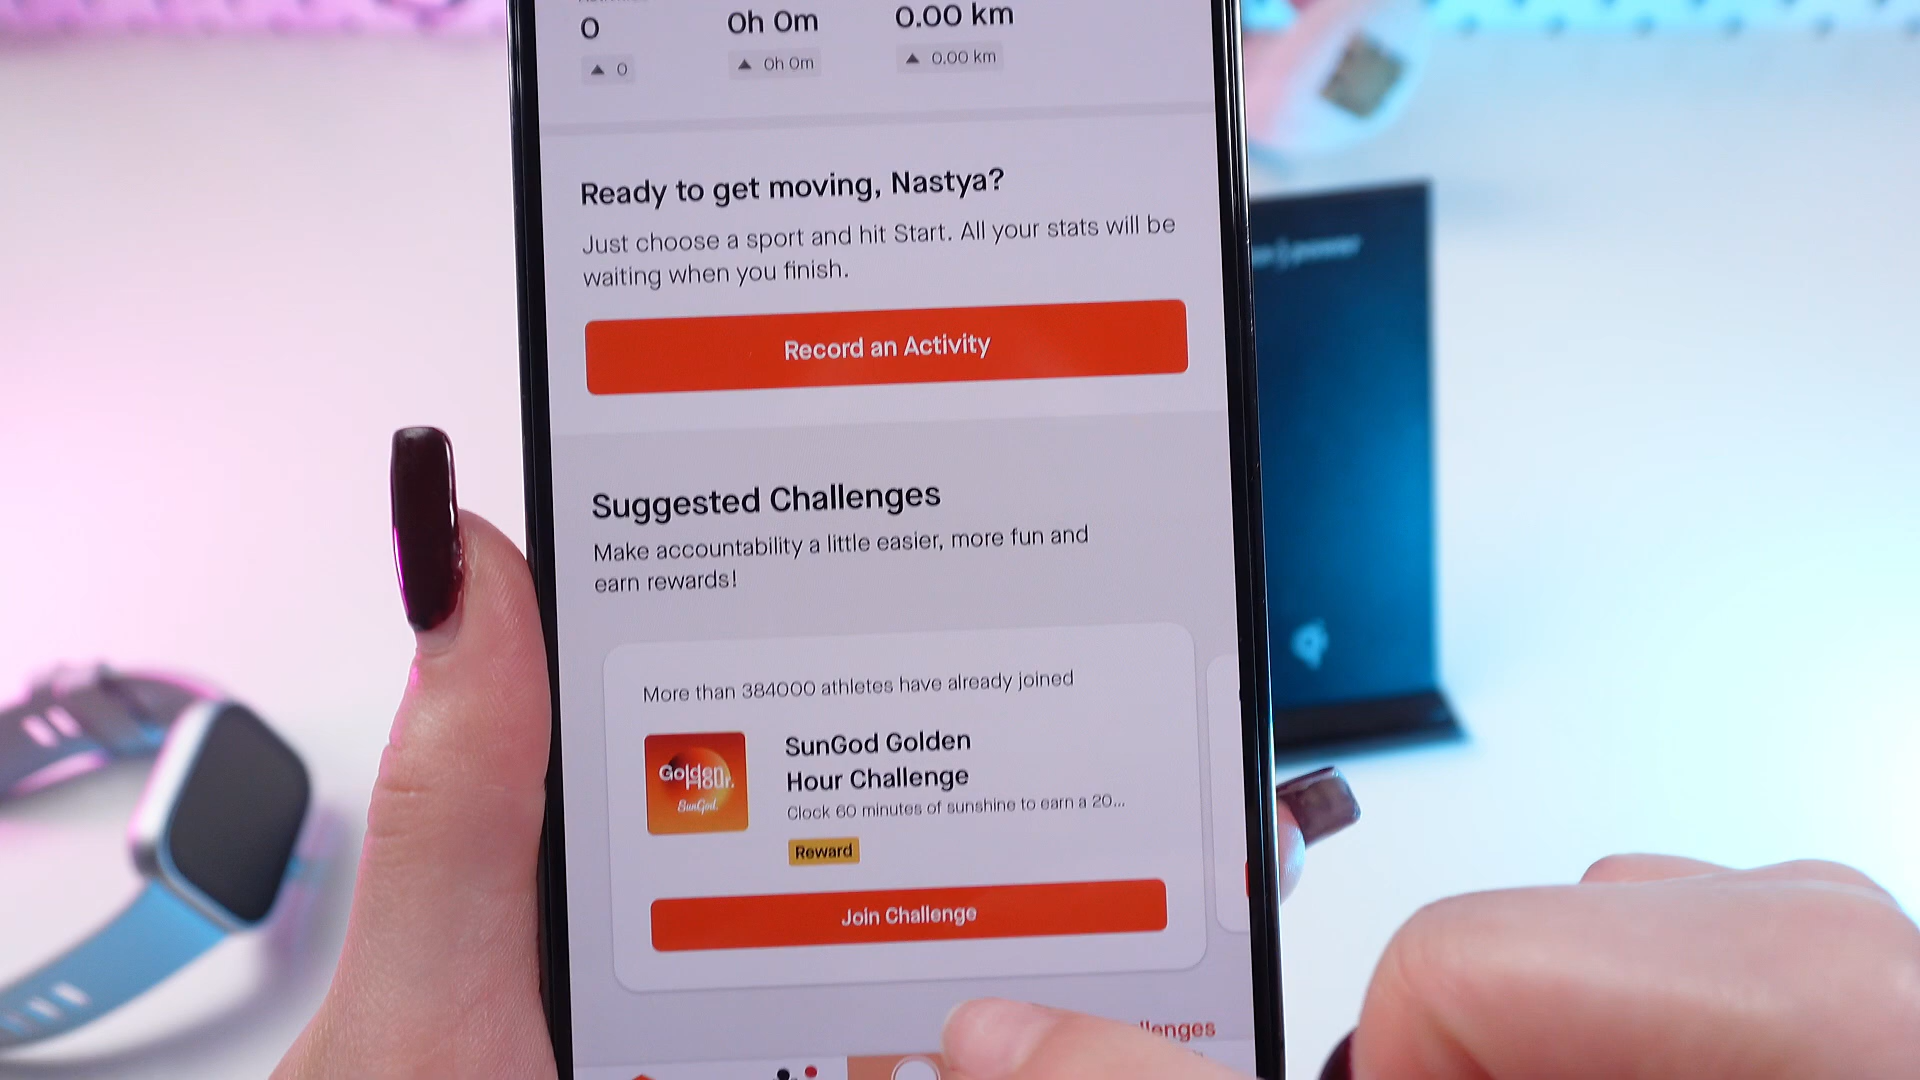 0
0h 0m
0.00 km
▲ 0
▲ 0h 0m
▲ 0.00 km
Ready to get moving, Nastya?
Just choose a sport and hit Start. All your stats will be
waiting when you finish.
Record an Activity
Suggested Challenges
Make accountability a little easier, more fun and
earn rewards!
More than 384000 athletes have already joined
Golden
Hour.
SunGod.
SunGod Golden
Hour Challenge
Clock 60 minutes of sunshine to earn a 20...
Reward
Join Challenge